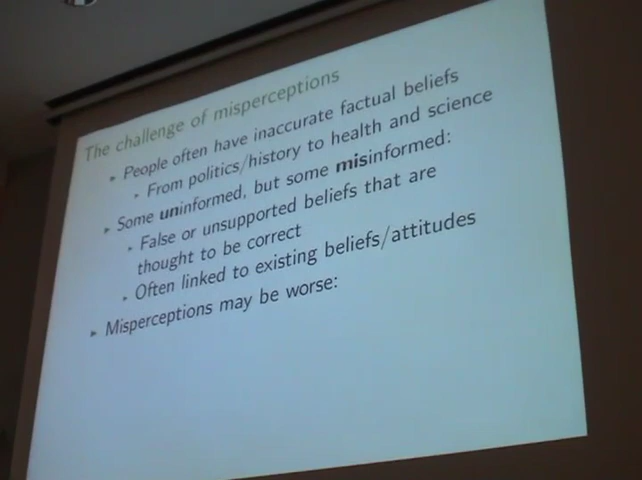 The challenge of misperceptions
People often have inaccurate factual beliefs
From politics/history to health and science
Some uninformed, but some misinformed:
False or unsupported beliefs that are
thought to be correct
Often linked to existing beliefs/attitudes
Misperceptions may be worse: